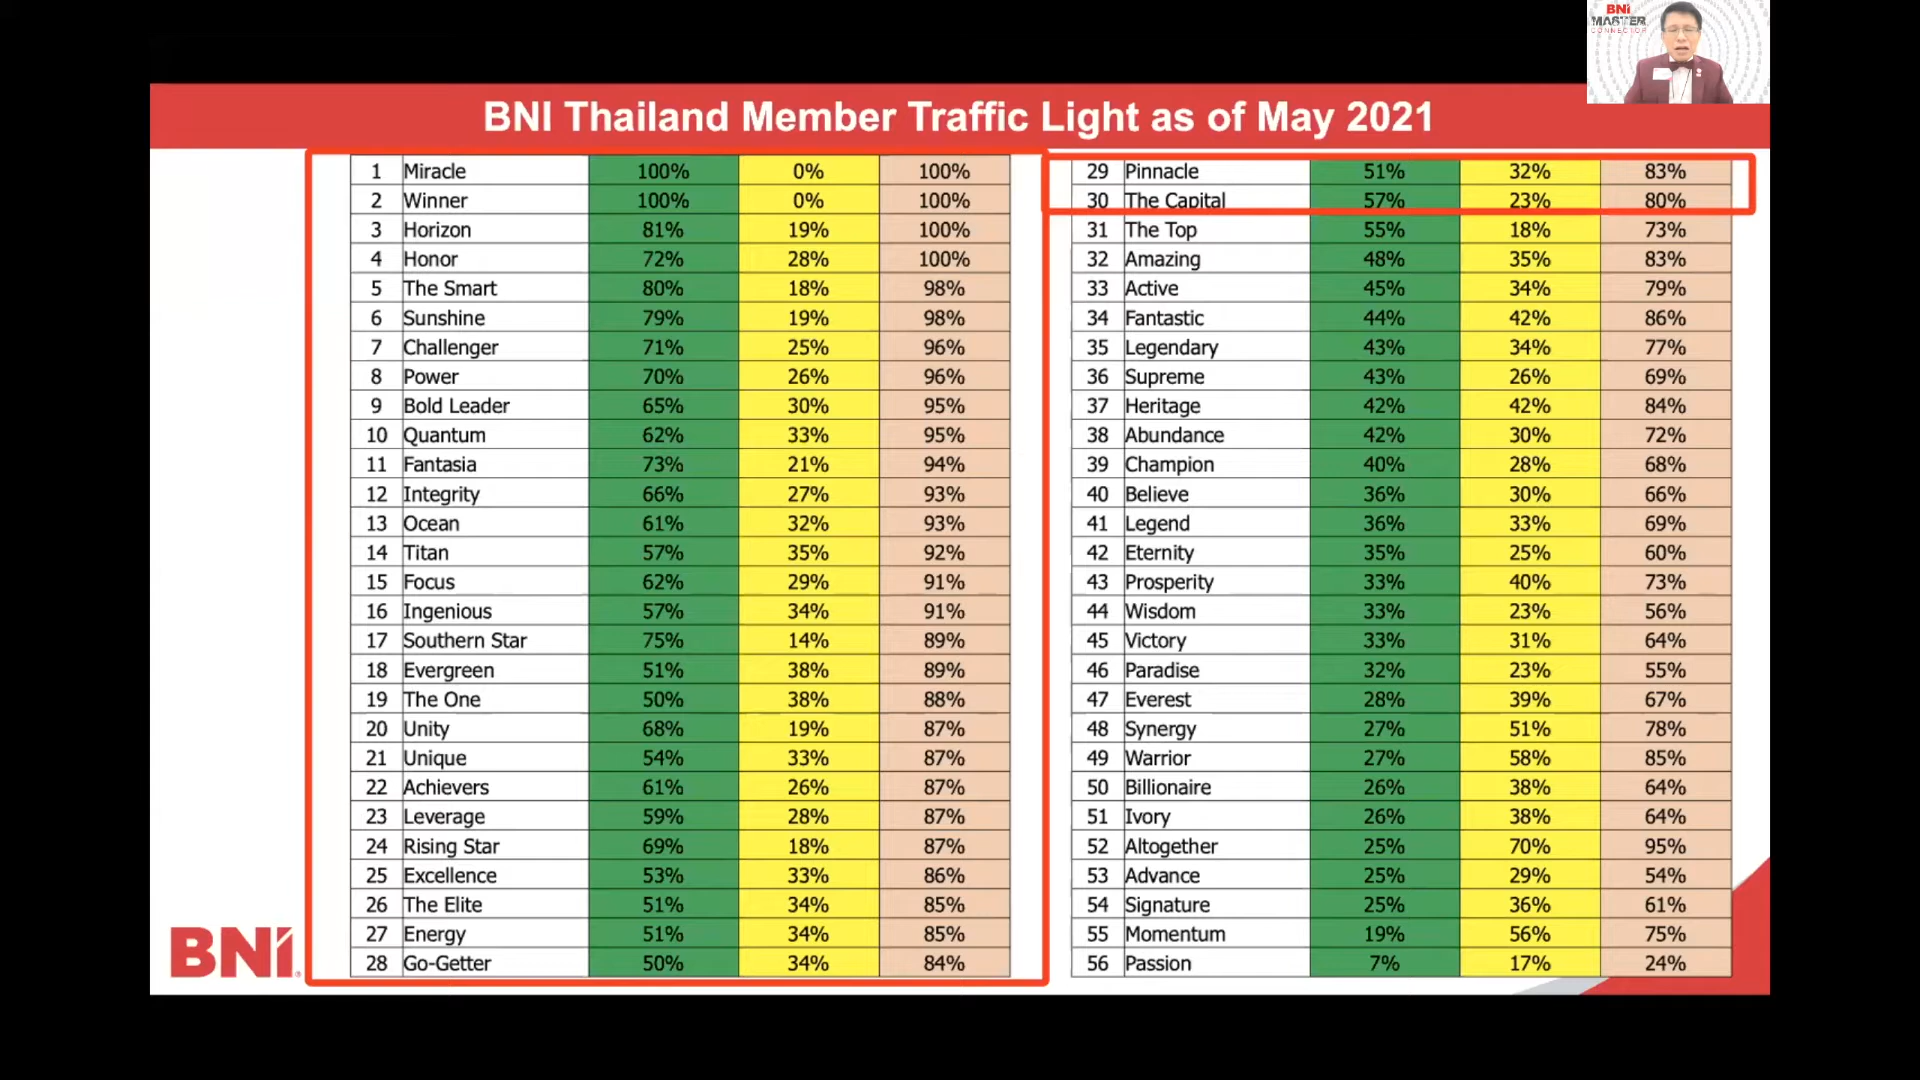 BNI
MASTER
CONNECTOR
BNI Thailand Member Traffic Light as of May 2021
1 Miracle 100% 0% 100%
2 Winner 100% 0% 100%
3 Horizon 81% 19% 100%
4 Honor 72% 28% 100%
5 The Smart 80% 18% 98%
6 Sunshine 79% 19% 98%
7 Challenger 71% 25% 96%
8 Power 70% 26% 96%
9 Bold Leader 65% 30% 95%
10 Quantum 62% 33% 95%
11 Fantasia 73% 21% 94%
12 Integrity 66% 27% 93%
13 Ocean 61% 32% 93%
14 Titan 57% 35% 92%
15 Focus 62% 29% 91%
16 Ingenious 57% 34% 91%
17 Southern Star 75% 14% 89%
18 Evergreen 51% 38% 89%
19 The One 50% 38% 88%
20 Unity 68% 19% 87%
21 Unique 54% 33% 87%
22 Achievers 61% 26% 87%
23 Leverage 59% 28% 87%
24 Rising Star 69% 18% 87%
25 Excellence 53% 33% 86%
26 The Elite 51% 34% 85%
27 Energy 51% 34% 85%
28 Go-Getter 50% 34% 84%
29 Pinnacle 51% 32% 83%
30 The Capital 57% 23% 80%
31 The Top 55% 18% 73%
32 Amazing 48% 35% 83%
33 Active 45% 34% 79%
34 Fantastic 44% 42% 86%
35 Legendary 43% 34% 77%
36 Supreme 43% 26% 69%
37 Heritage 42% 42% 84%
38 Abundance 42% 30% 72%
39 Champion 40% 28% 68%
40 Believe 36% 30% 66%
41 Legend 36% 33% 69%
42 Eternity 35% 25% 60%
43 Prosperity 33% 40% 73%
44 Wisdom 33% 23% 56%
45 Victory 33% 31% 64%
46 Paradise 32% 23% 55%
47 Everest 28% 39% 67%
48 Synergy 27% 51% 78%
49 Warrior 27% 58% 85%
50 Billionaire 26% 38% 64%
51 Ivory 26% 38% 64%
52 Altogether 25% 70% 95%
53 Advance 25% 29% 54%
54 Signature 25% 36% 61%
55 Momentum 19% 56% 75%
56 Passion 7% 17% 24%
BNI®